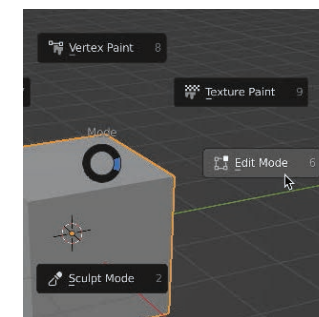 Vertex Paint 8
Texture Paint 9
Mode
Edit Mode 6
Sculpt Mode 2